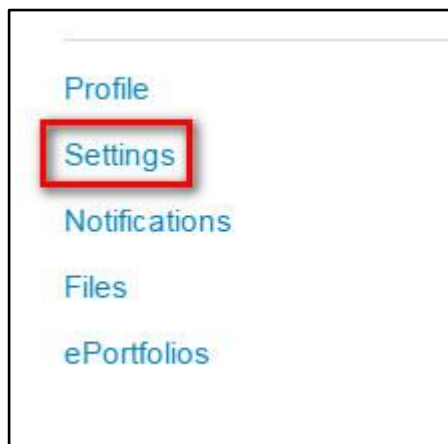 Profile
Settings
Notifications
Files
ePortfolios